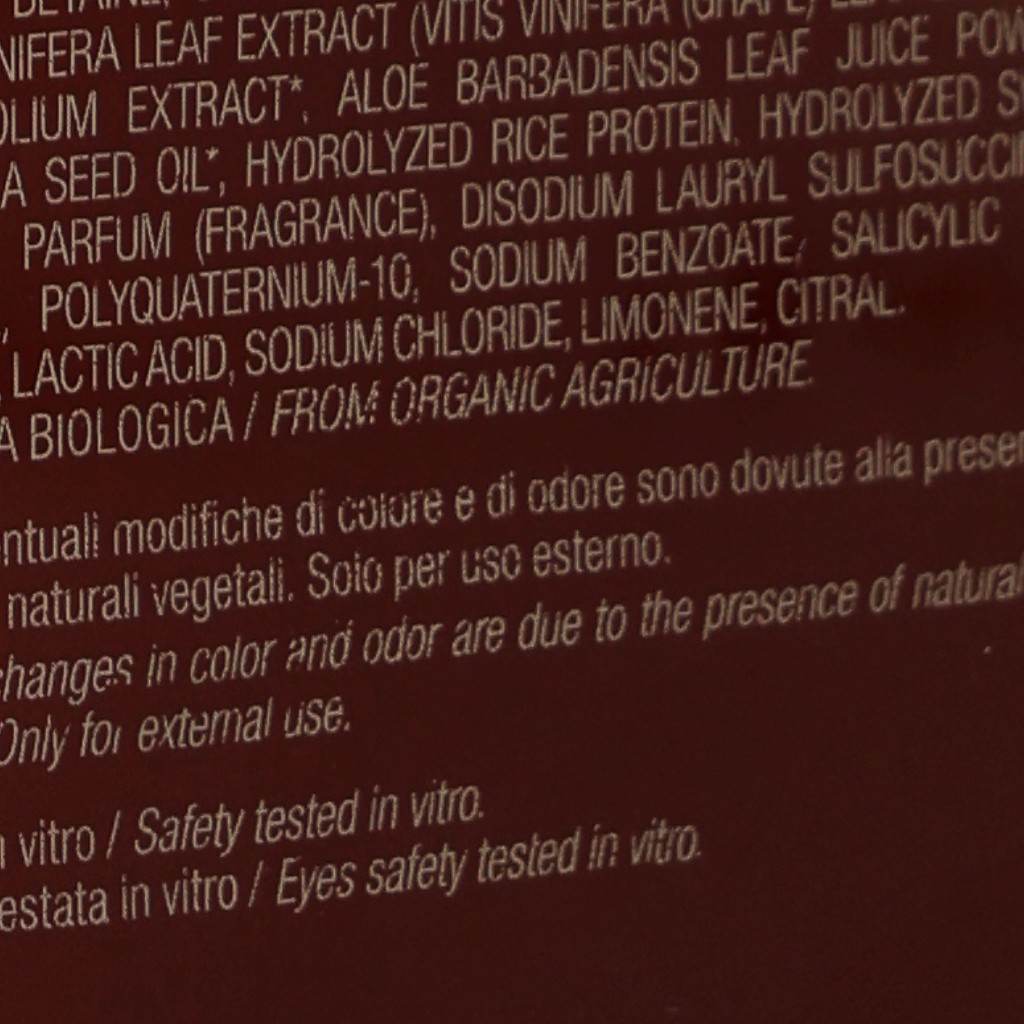 NIFERA LEAF EXTRACT (VITIS VINIFERA (GRAPE)
OLIUM EXTRACT*, ALOE BARBADENSIS LEAF JUICE POW
A SEED OIL*, HYDROLYZED RICE PROTEIN, HYDROLYZED S
PARFUM (FRAGRANCE), DISODIUM LAURYL SULFOSUCCI
, POLYQUATERNIUM-10, SODIUM BENZOATE, SALICYLIC
, LACTIC ACID, SODIUM CHLORIDE, LIMONENE, CITRAL.
A BIOLOGICA / FROM ORGANIC AGRICULTURE.
ntuali modifiche di colore e di odore sono dovute alla presen
naturali vegetali. Solo per uso esterno.
changes in color and odor are due to the presence of natural
Only for external use.
n vitro / Safety tested in vitro.
estata in vitro / Eyes safety tested in vitro.